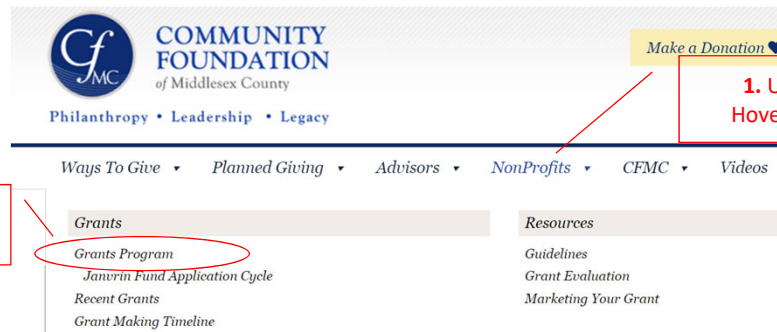 Cf MC
COMMUNITY
FOUNDATION
of Middlesex County
Philanthropy • Leadership • Legacy
Make a Donation
1. U
Hove
Ways To Give ▾ Planned Giving ▾ Advisors ▾ NonProfits ▾ CFMC ▾ Videos
Grants
Grants Program
Janvrin Fund Application Cycle
Recent Grants
Grant Making Timeline
Resources
Guidelines
Grant Evaluation
Marketing Your Grant